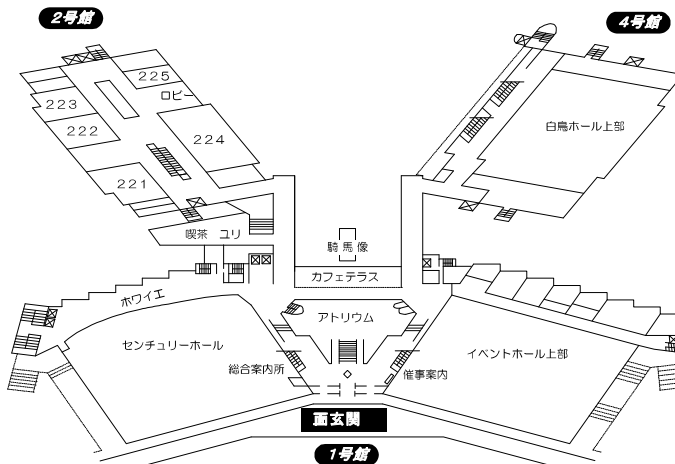 2号館
4号館
225
ロビー
223
222
224
221
白鳥ホール上部
喫茶 ユリ
騎馬像
カフェテラス
ホワイエ
アトリウム
センチュリーホール
イベントホール上部
総合案内所
催事案内
面玄関
1号館